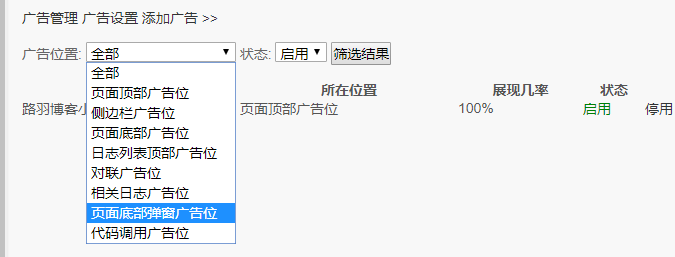 广告管理 广告设置 添加广告 >>
广告位置: 全部 状态: 启用 筛选结果
全部
所在位置 展现几率 状态
页面顶部广告位
路羽博客小 页面顶部广告位 100% 启用 停用
侧边栏广告位
页面底部广告位
日志列表顶部广告位
对联广告位
相关日志广告位
页面底部弹窗广告位
代码调用广告位